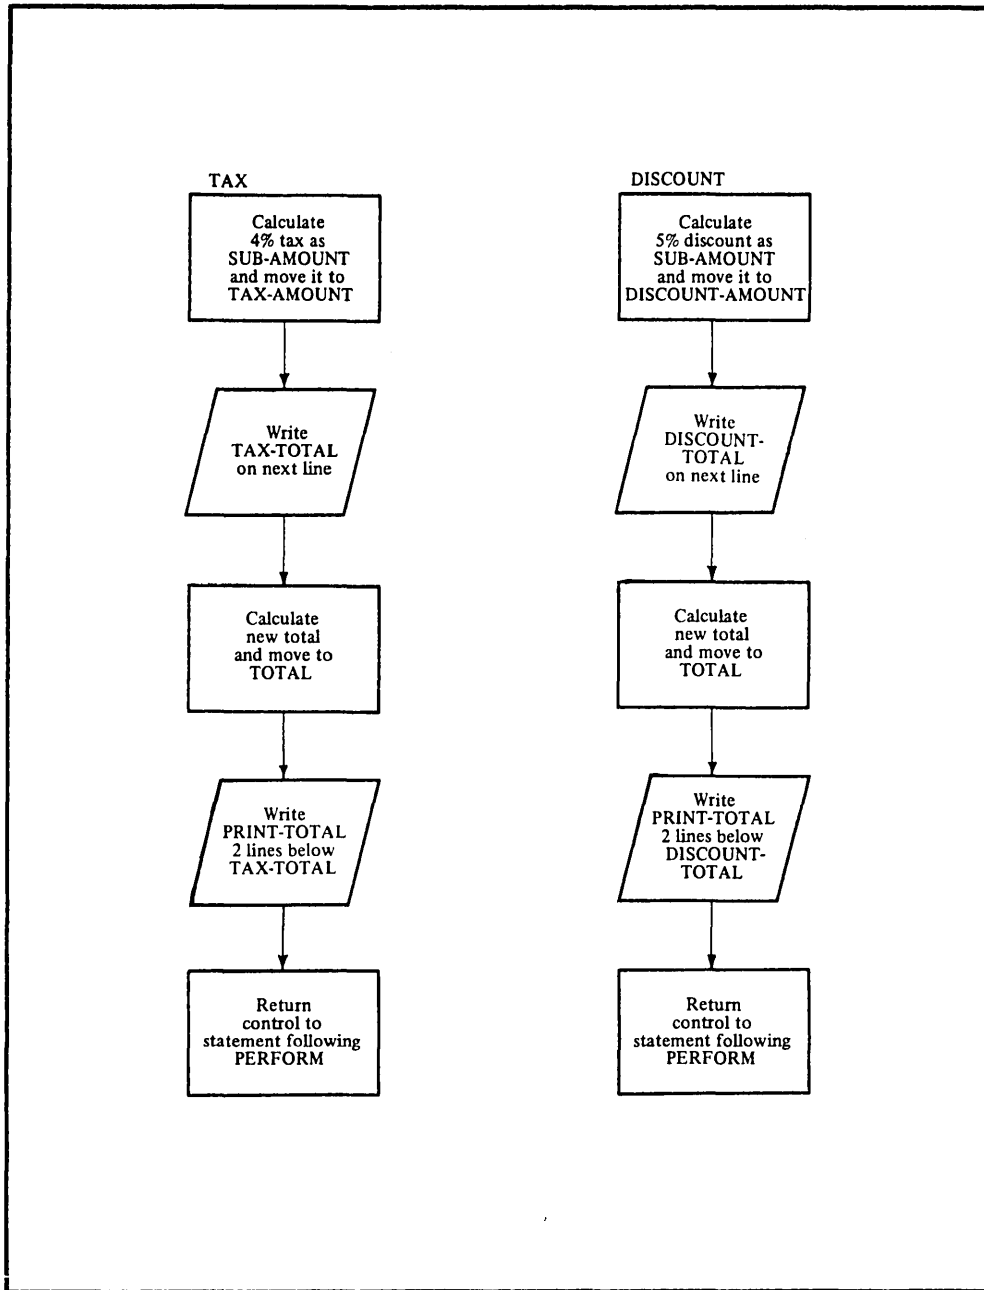 TAX
Calculate
4% tax as
SUB-AMOUNT
and move it to
TAX-AMOUNT
Write
TAX-TOTAL
on next line
Calculate
new total
and move to
TOTAL
Write
PRINT-TOTAL
2 lines below
TAX-TOTAL
Return
control to
statement following
PERFORM
DISCOUNT
Calculate
5% discount as
SUB-AMOUNT
and move it to
DISCOUNT-AMOUNT
Write
DISCOUNT-
TOTAL
on next line
Calculate
new total
and move to
TOTAL
Write
PRINT-TOTAL
2 lines below
DISCOUNT-
TOTAL
Return
control to
statement following
PERFORM